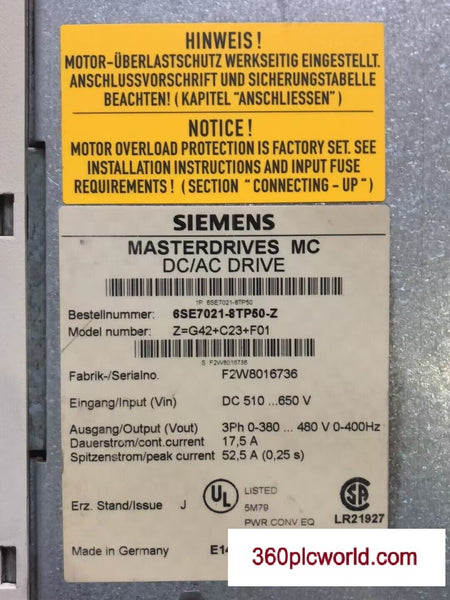 HINWEIS !
MOTOR-ÜBERLASTSCHUTZ WERKSEITIG EINGESTELLT.
ANSCHLUSSVORSCHRIFT UND SICHERUNGSTABELLE
BEACHTEN! ( KAPITEL "ANSCHLIESSEN" )
NOTICE !
MOTOR OVERLOAD PROTECTION IS FACTORY SET. SEE
INSTALLATION INSTRUCTIONS AND INPUT FUSE
REQUIREMENTS ! ( SECTION "CONNECTING - UP" )
SIEMENS
MASTERDRIVES MC
DC/AC DRIVE
1P 6SE7021-8TP50
Bestellnummer: 6SE7021-8TP50-Z
Model number: Z=G42+C23+F01
S F2W8016736
Fabrik-/Serialno. F2W8016736
Eingang/Input (Vin) DC 510 ... 650 V
Ausgang/Output (Vout) 3Ph 0-380 ... 480 V 0-400Hz
Dauerstrom/cont.current 17,5 A
Spitzenstrom/peak current 52,5 A (0,25 s)
Erz. Stand/Issue J
UL
LISTED
5M79
PWR CONV EQ
SA
LR21927
Made in Germany E14
360plcworld.com